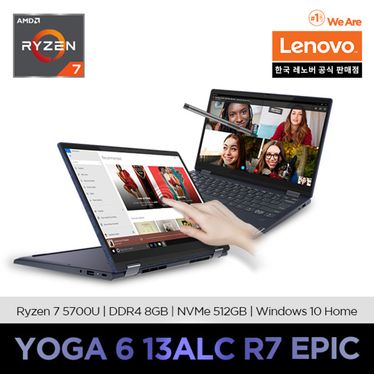 AMD
RYZEN
7
#1 We Are
Lenovo
한국 레노버 공식 판매점
Ryzen 7 5700U | DDR4 8GB | NVMe 512GB | Windows 10 Home
YOGA 6 13ALC R7 EPIC